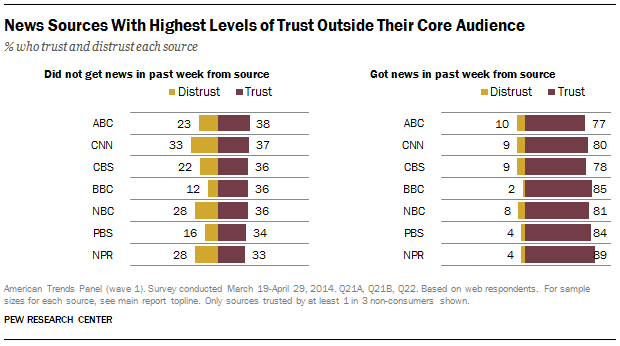 News Sources With Highest Levels of Trust Outside Their Core Audience
% who trust and distrust each source
Did not get news in past week from source
Distrust Trust
ABC 23 38
CNN 33 37
CBS 22 36
BBC 12 36
NBC 28 36
PBS 16 34
NPR 28 33
Got news in past week from source
Distrust Trust
ABC 10 77
CNN 9 80
CBS 9 78
BBC 2 85
NBC 8 81
PBS 4 84
NPR 4 89
American Trends Panel (wave 1). Survey conducted March 19-April 29, 2014. Q21A, Q21B, Q22. Based on web respondents. For sample
sizes for each source, see main report topline. Only sources trusted by at least 1 in 3 non-consumers shown.
PEW RESEARCH CENTER